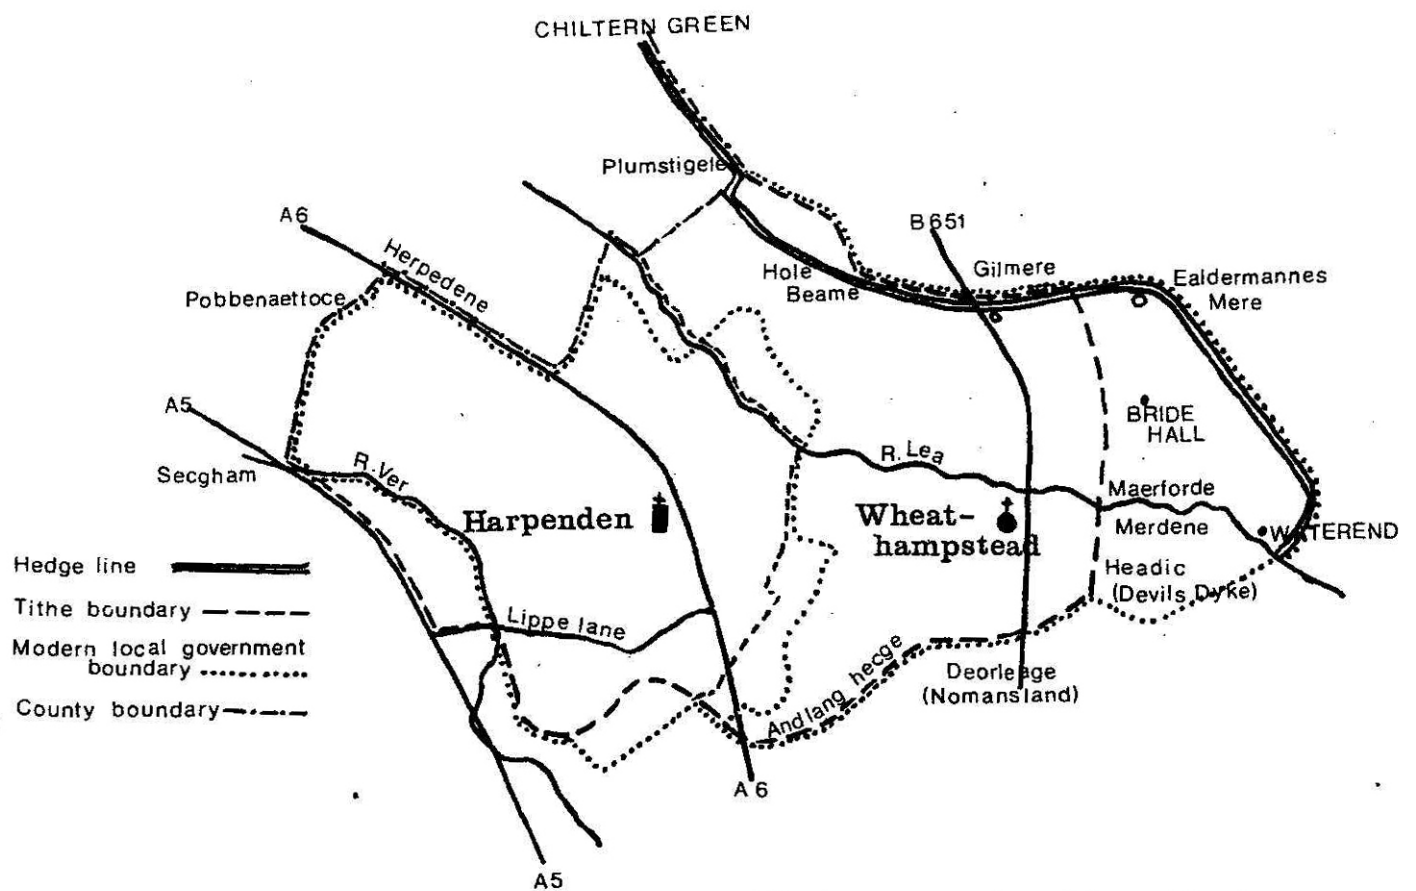 CHILTERN GREEN
Plumstigele
A6
B651
Herpedene
Hole
Beame
Gilmere
Ealdermannes
Mere
Pobbenaettoce
A5
BRIDE
HALL
R. Ver
R. Lea
Secgham
Maerforde
Harpenden
Wheat-
hampstead
Merdene
WATEREND
Hedge line
Headic
(Devils Dyke)
Tithe boundary
Lippe lane
Modern local government
boundary
Andlang hecge
Deorleage
(Nomansland)
County boundary
A6
A5